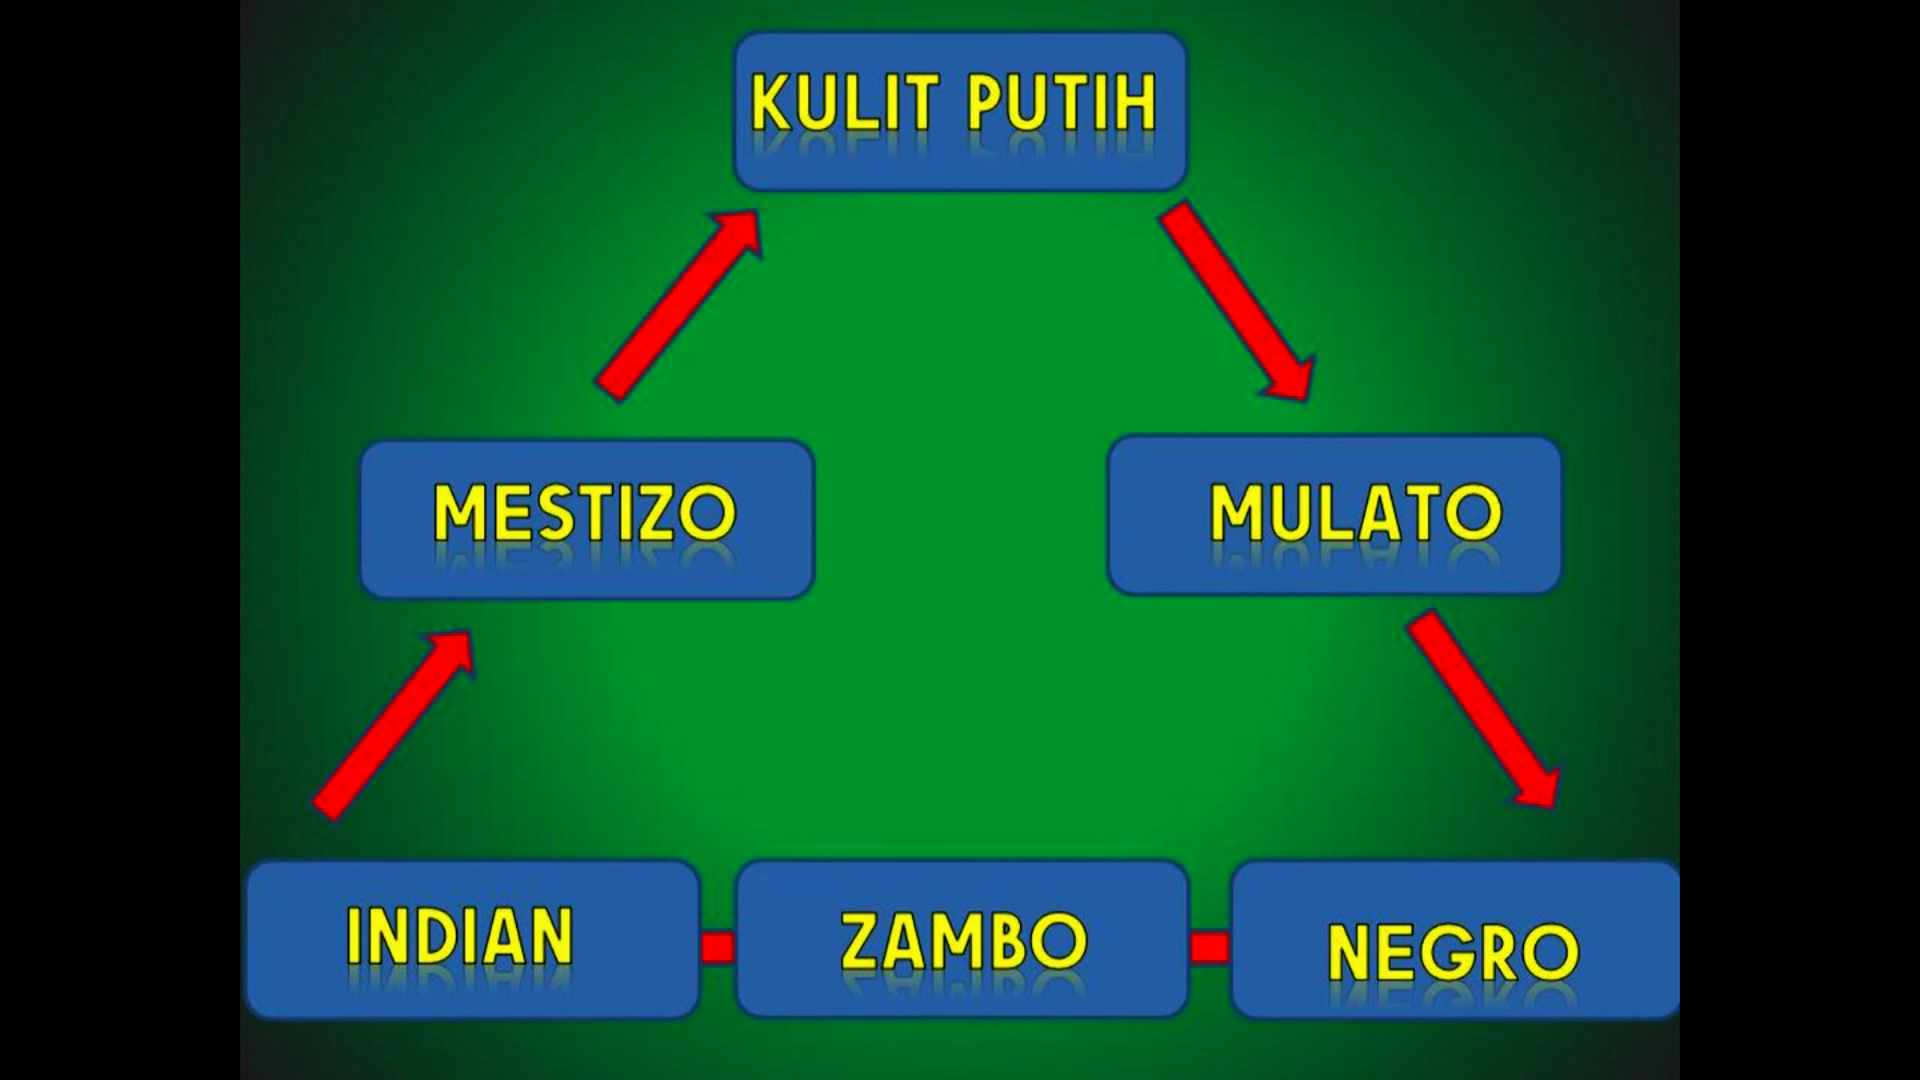 KULIT PUTIH
MESTIZO
MULATO
INDIAN
ZAMBO
NEGRO